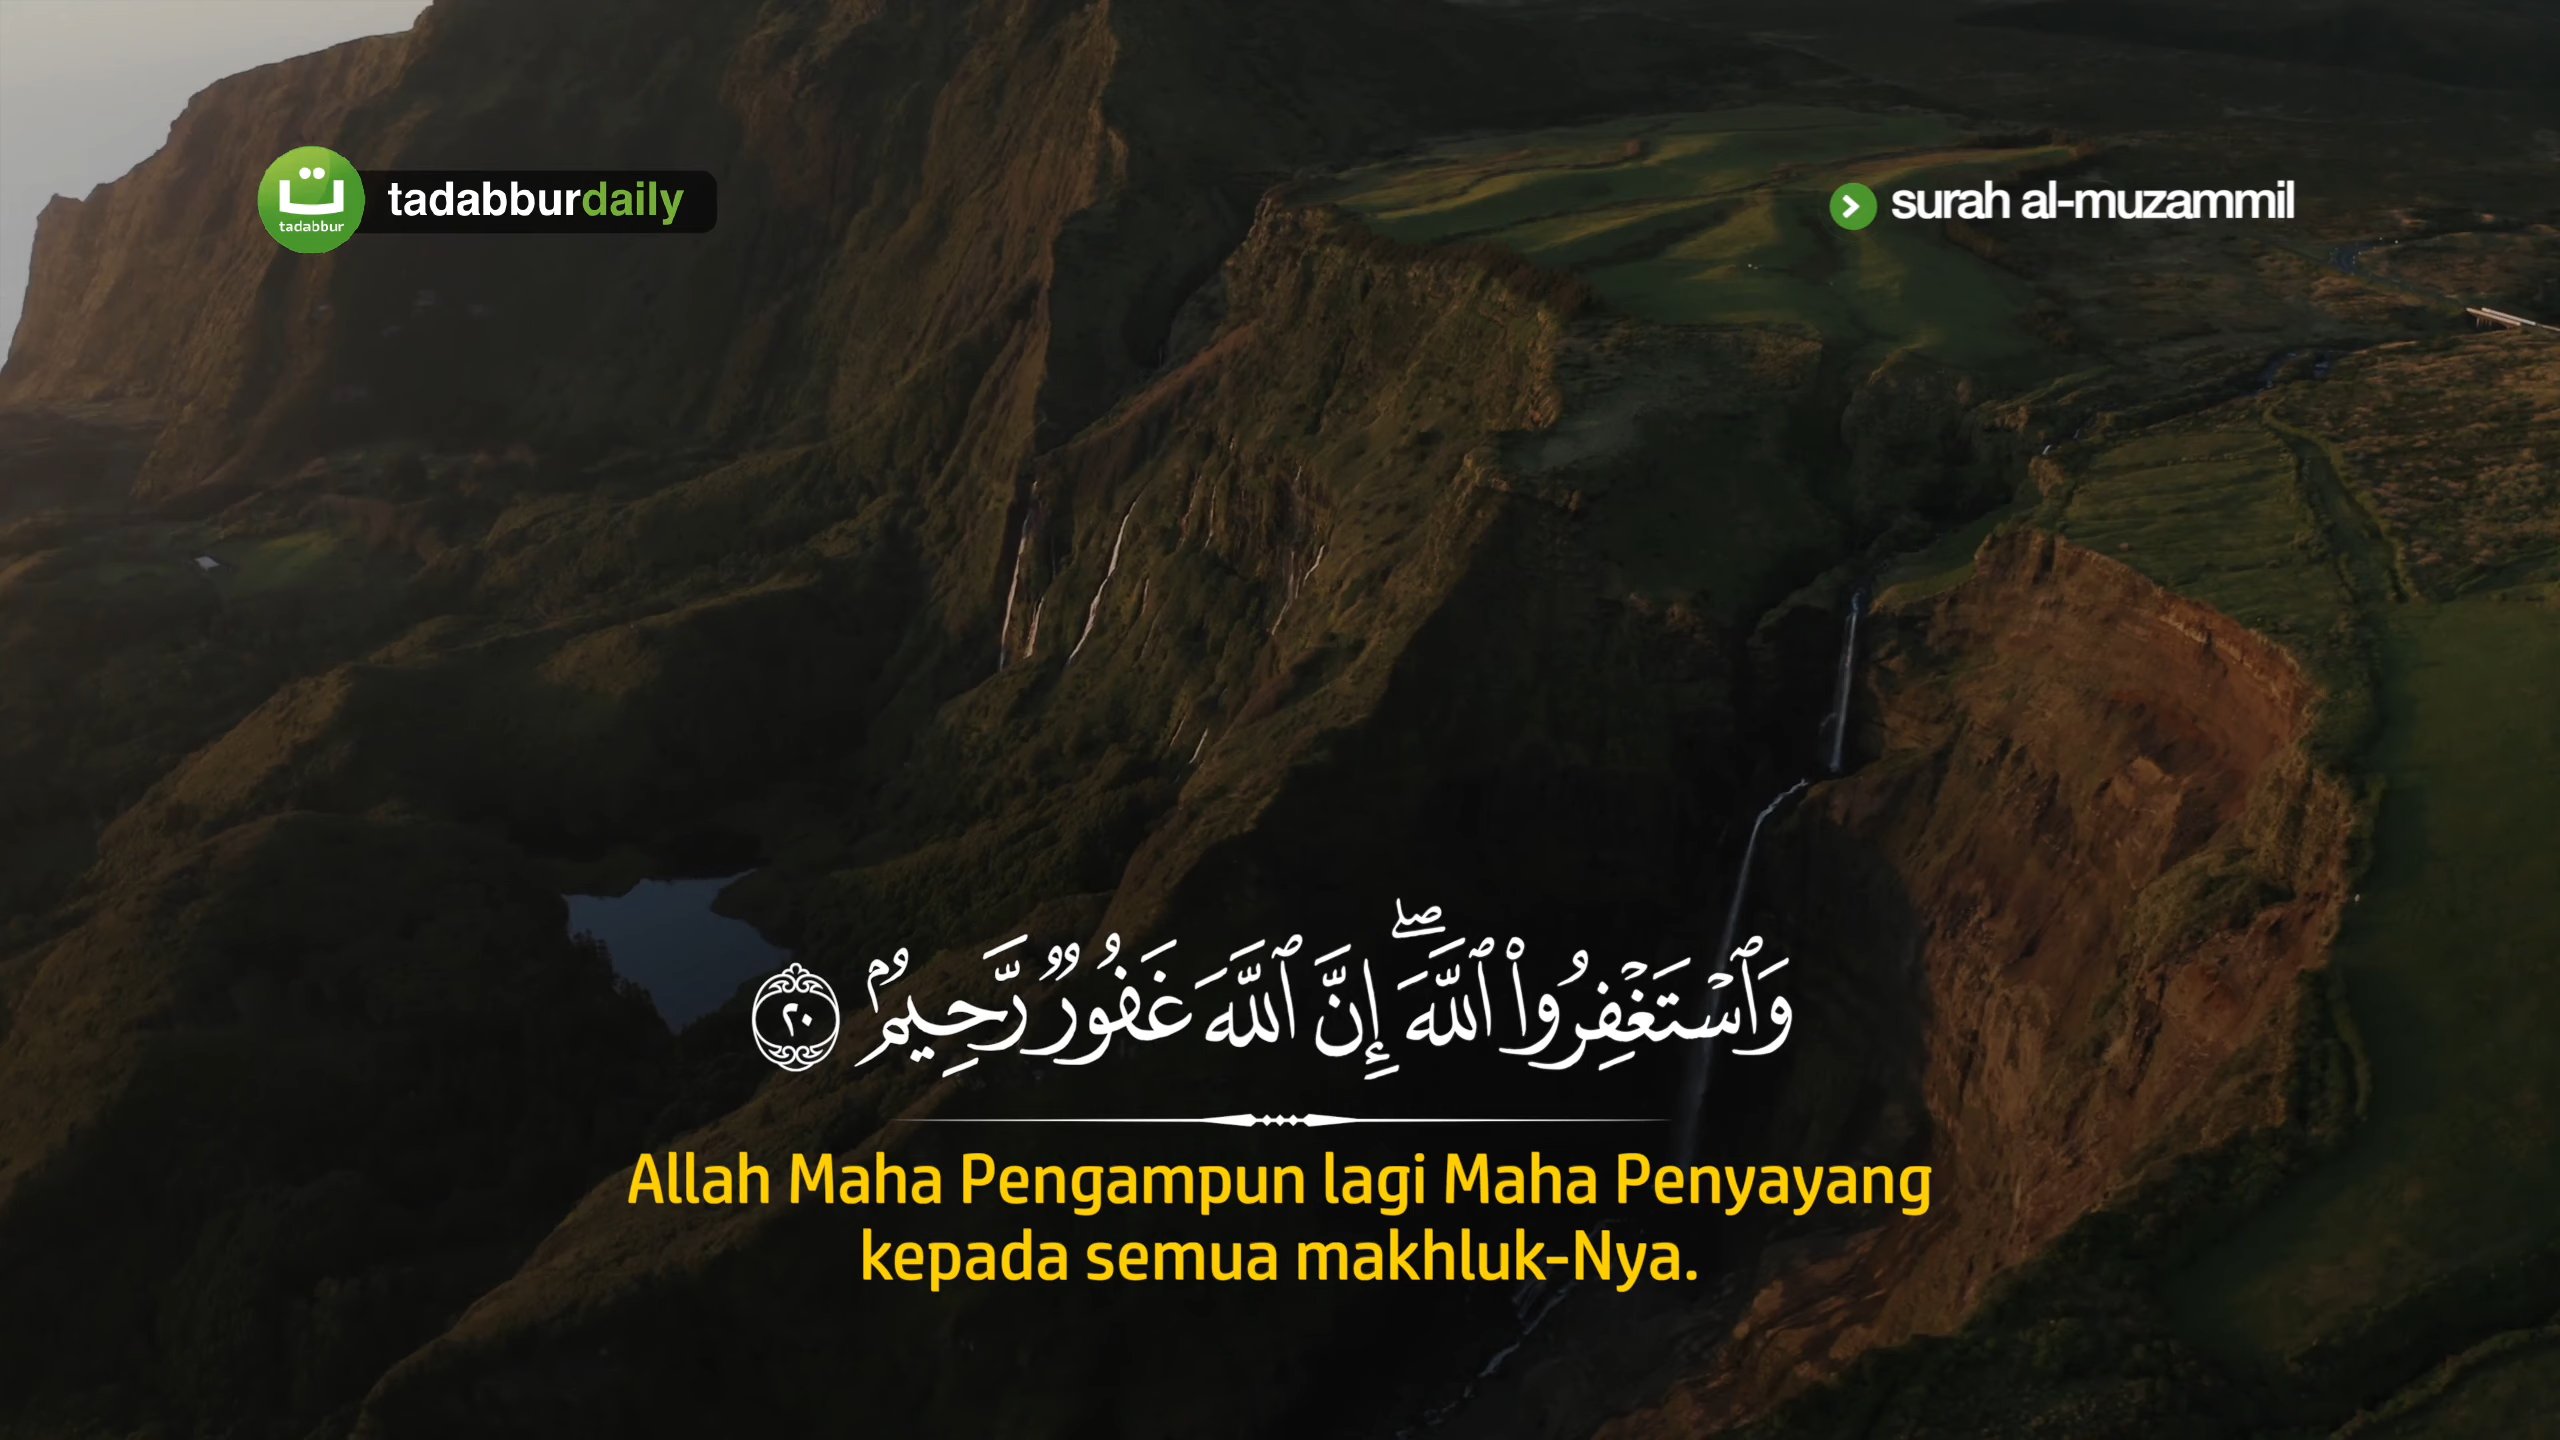 ت
tadabbur
tadabburdaily
surah al-muzammil
وَٱسۡتَغۡفِرُواْ ٱللَّهَۖ إِنَّ ٱللَّهَ غَفُورٞ رَّحِيمُۢ ٢٠
Allah Maha Pengampun lagi Maha Penyayang
kepada semua makhluk-Nya.